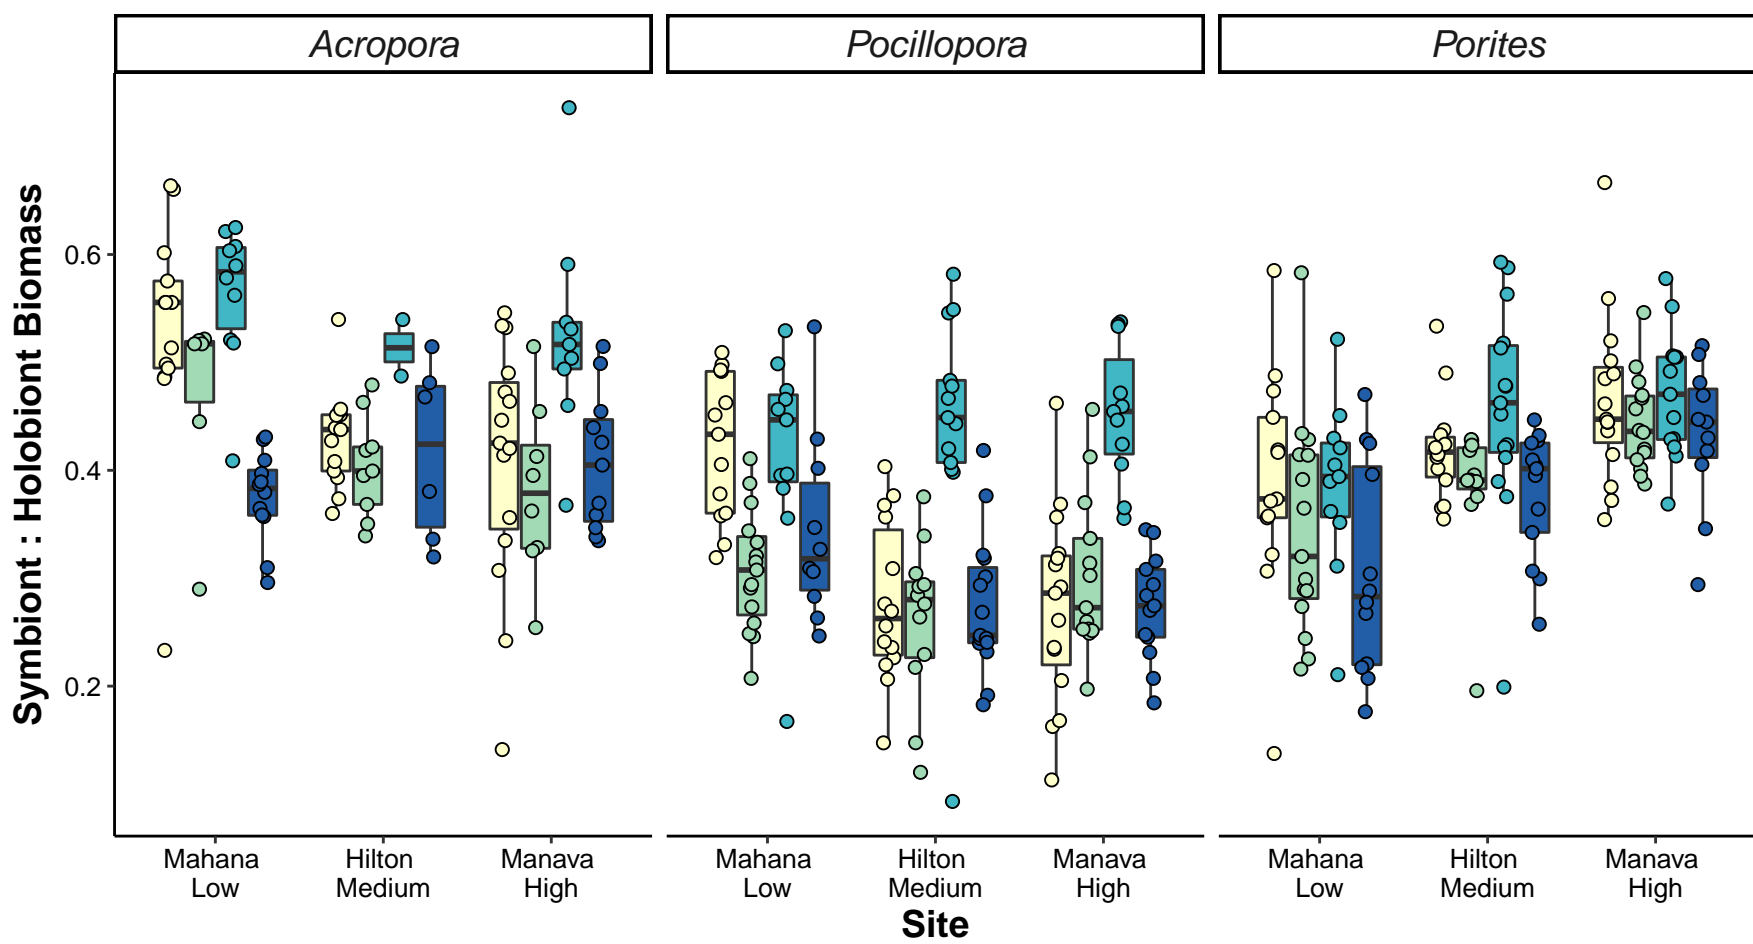 Acropora
Pocillopora
Porites
Symbiont : Holobiont Biomass
0.6
0.4
0.2
Mahana
Low
Hilton
Medium
Manava
High
Mahana
Low
Hilton
Medium
Manava
High
Mahana
Low
Hilton
Medium
Manava
High
Site